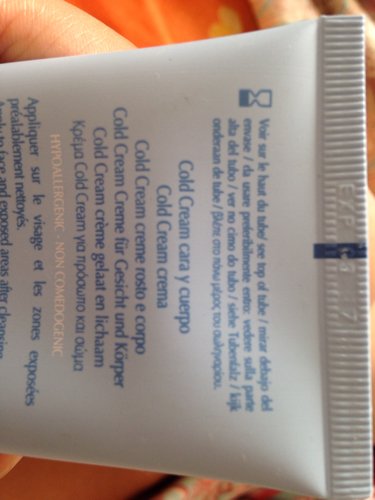 Voir sur le haut du tube/ see top of tube / mirar debajo del
envase / da usare preferibilmente entro: vedere sulla parte
alta del tubo / ver no cimo do tubo / siehe Tubenfalz / kijk
onderaan de tube / βλέπε στο πάνω μέρος του σωληναρίου.
Cold Cream cara y cuerpo
Cold Cream crema
Cold Cream creme rosto e corpo
Cold Cream Creme für Gesicht und Körper
Cold Cream crème gelaat en lichaam
Κρέμα Cold Cream για πρόσωπο και σώμα
HYPOALLERGENIC - NON COMEDOGENIC
Appliquer sur le visage et les zones exposées
préalablement nettoyés.
Apply to face and exposed areas after cleansing
EXP